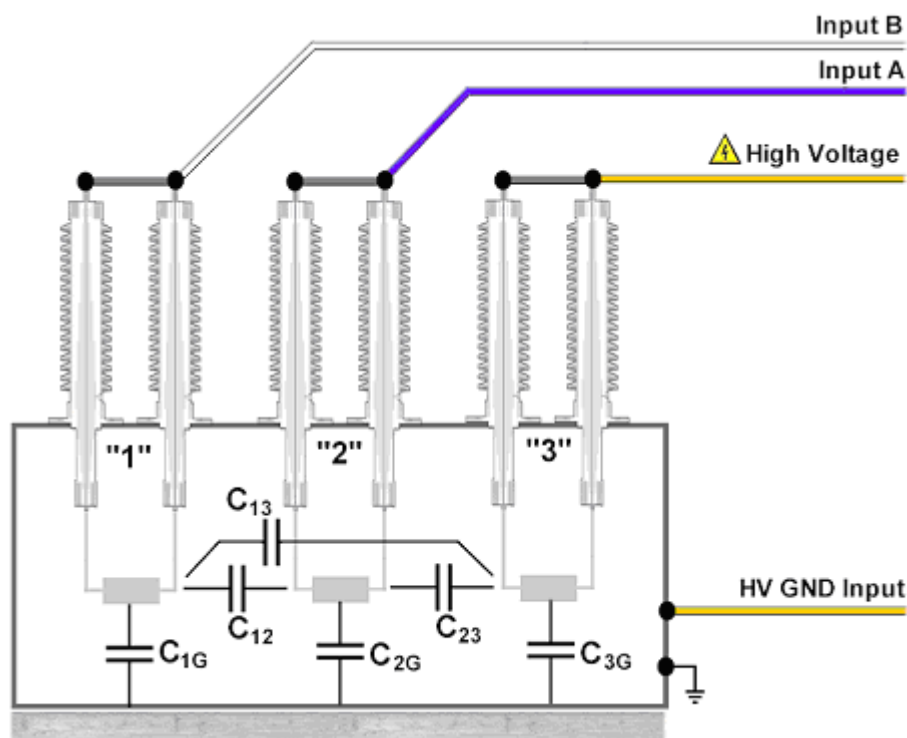 Input B
Input A
High Voltage
"1"
"2"
"3"
C13
C12
C23
HV GND Input
C1G
C2G
C3G